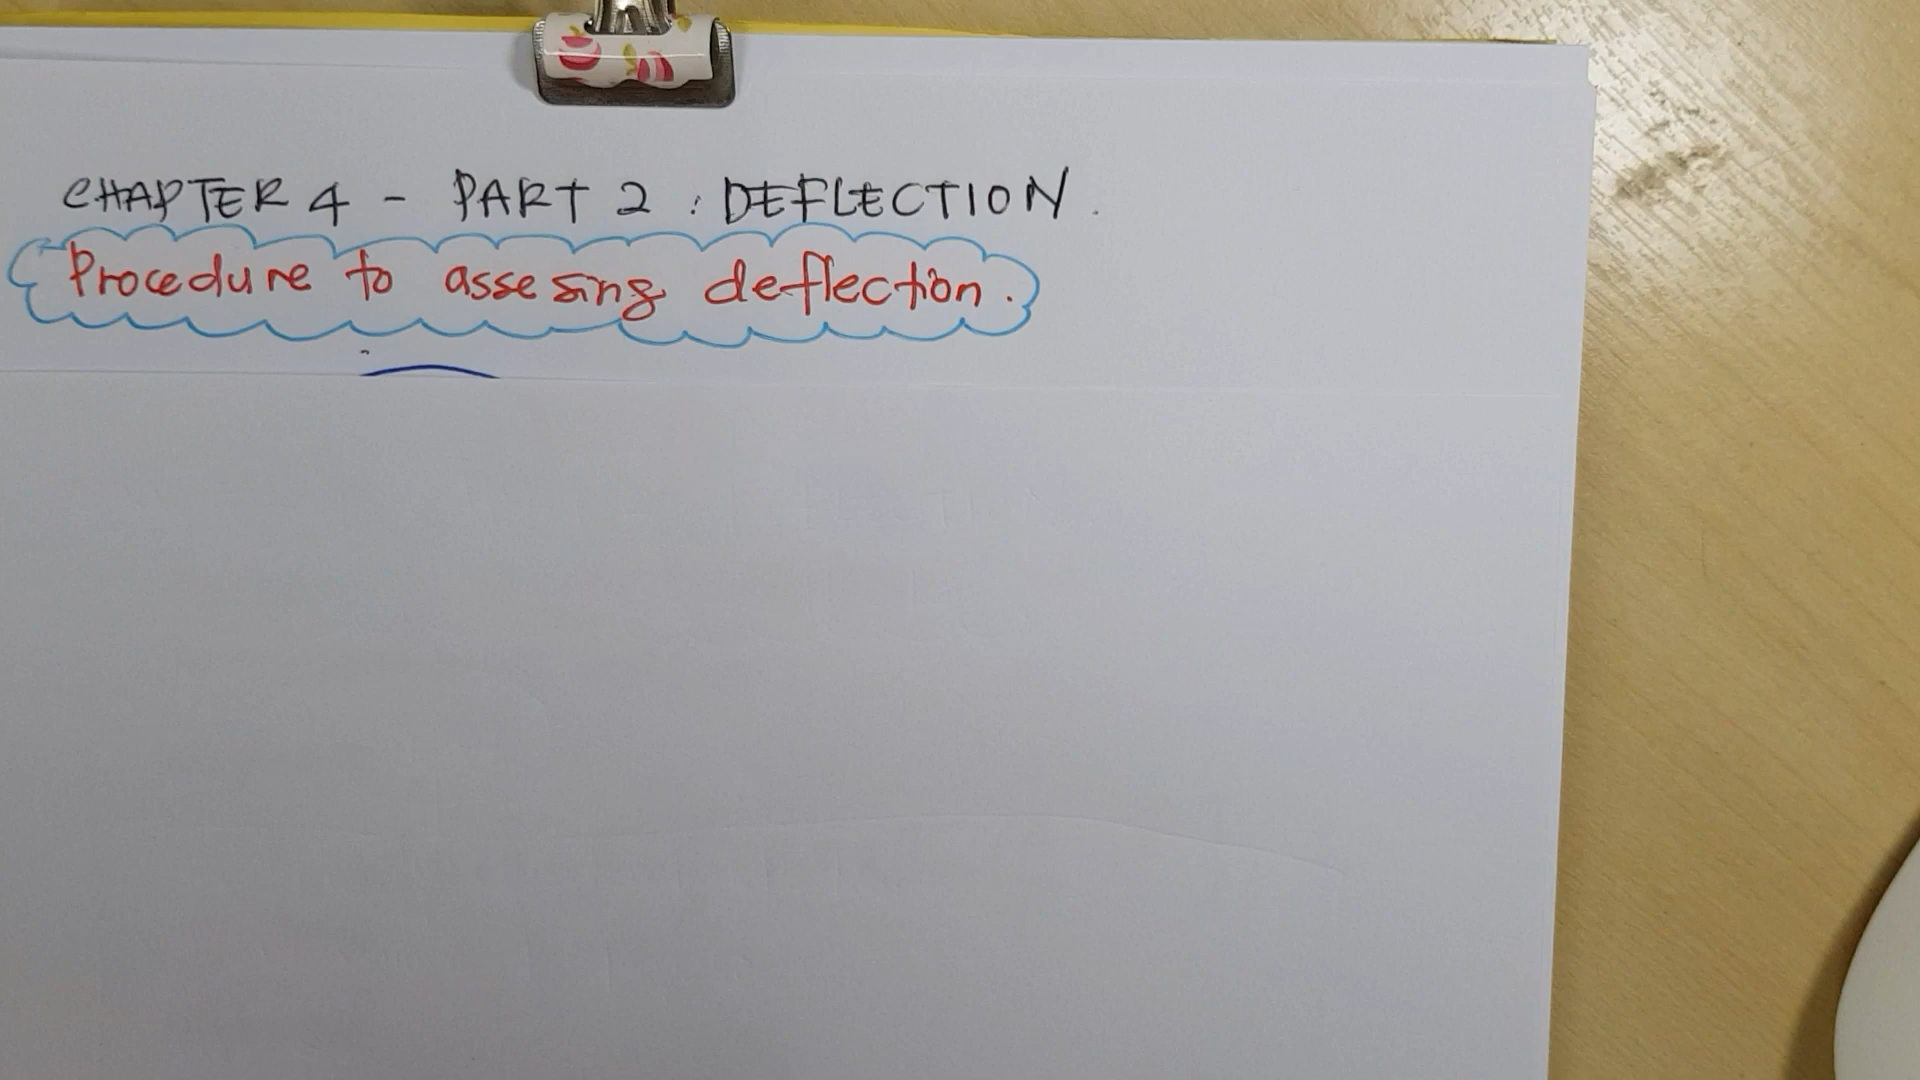 CHAPTER 4 - PART 2 : DEFLECTION.
Procedure to assesing deflection.